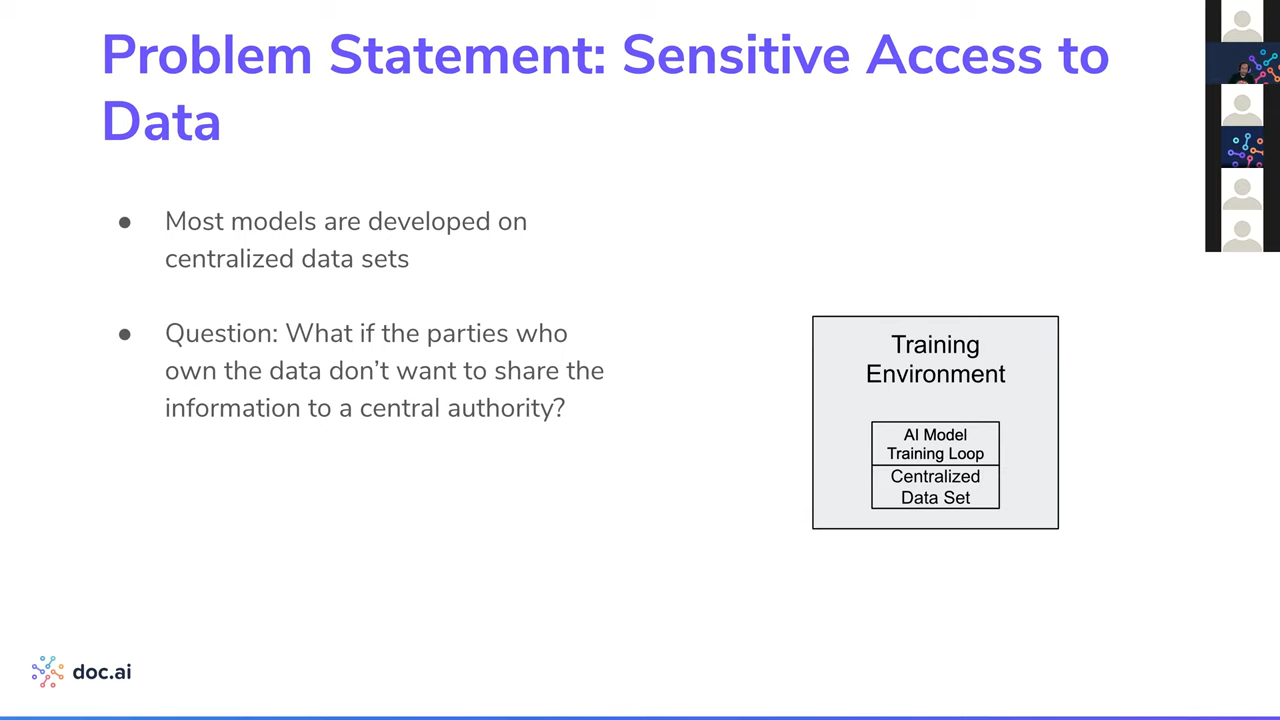 Problem Statement: Sensitive Access to
Data
● Most models are developed on
centralized data sets
● Question: What if the parties who
own the data don’t want to share the
information to a central authority?
Training
Environment
AI Model
Training Loop
Centralized
Data Set
doc.ai